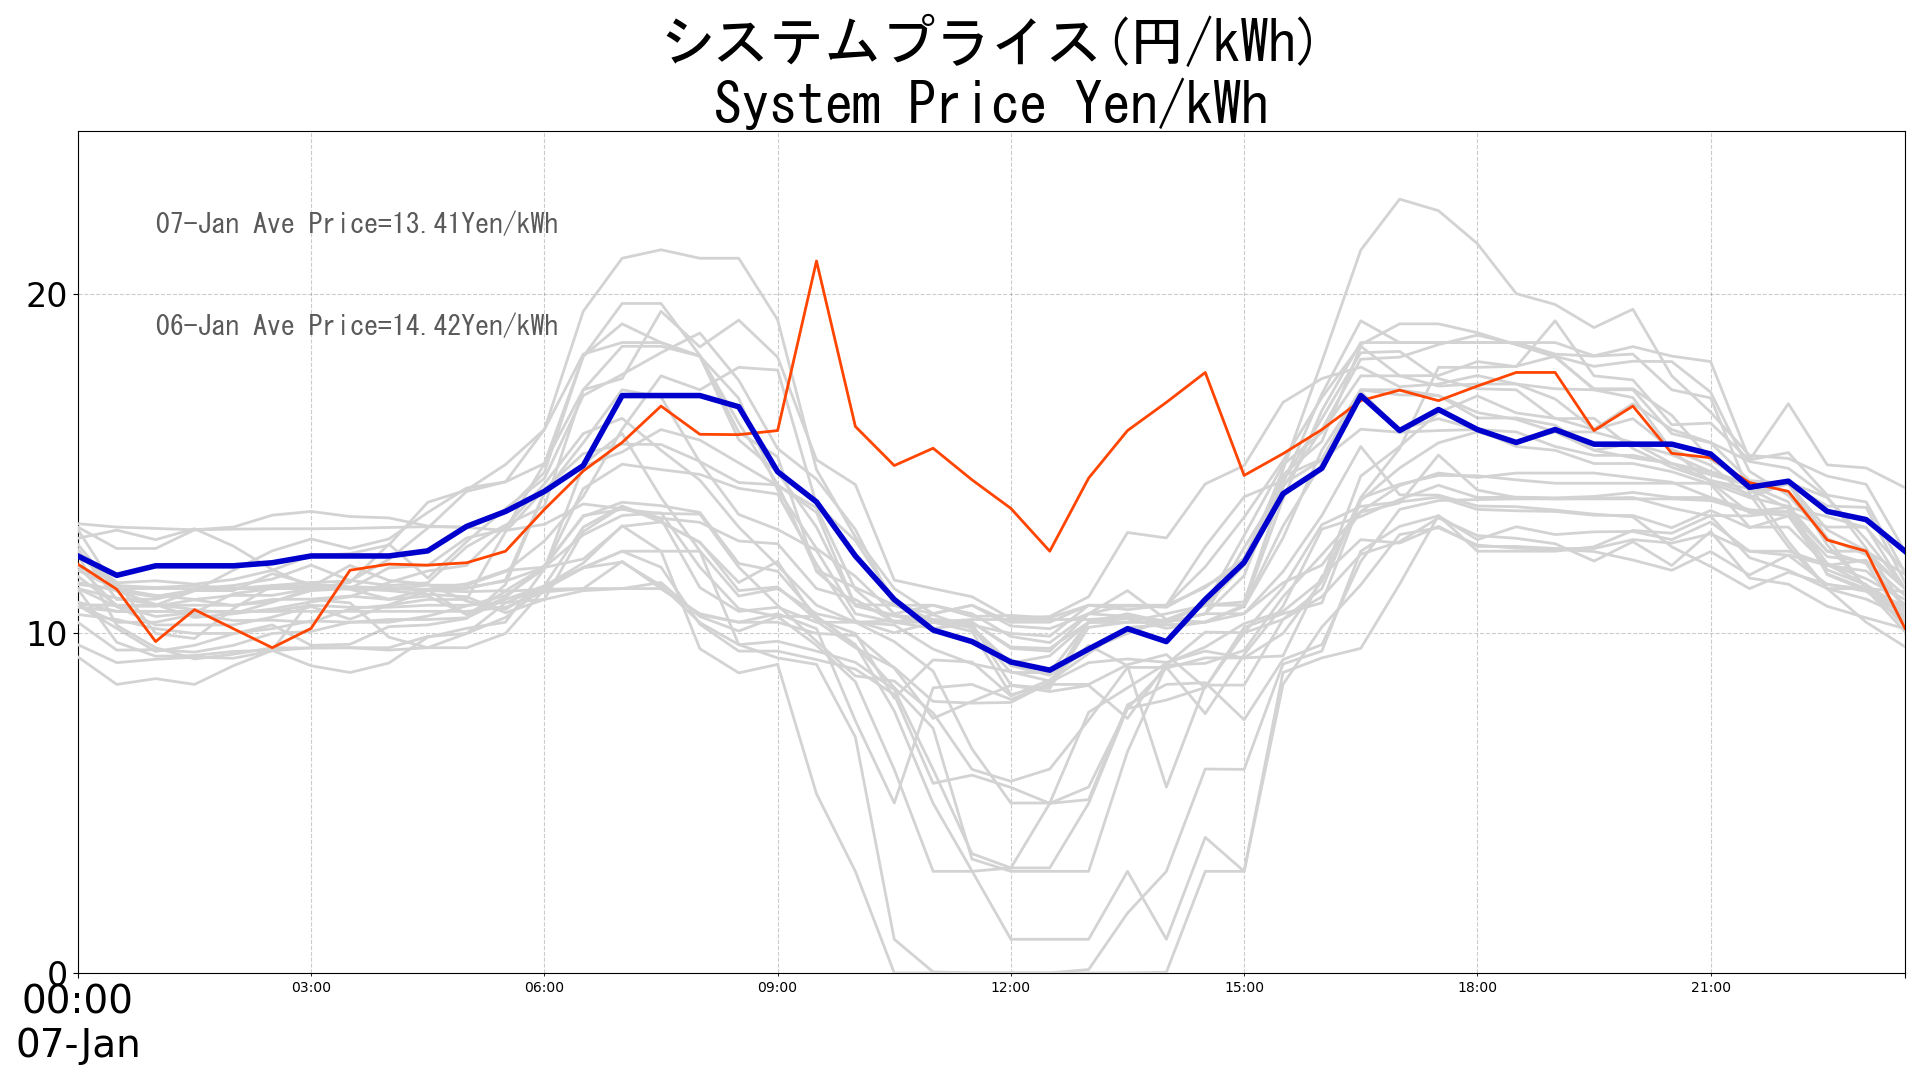 システムプライス(円/kWh)
System Price Yen/kWh
07-Jan Ave Price=13.41Yen/kWh
06-Jan Ave Price=14.42Yen/kWh
20
10
0
00:00
03:00
06:00
09:00
12:00
15:00
18:00
21:00
07-Jan